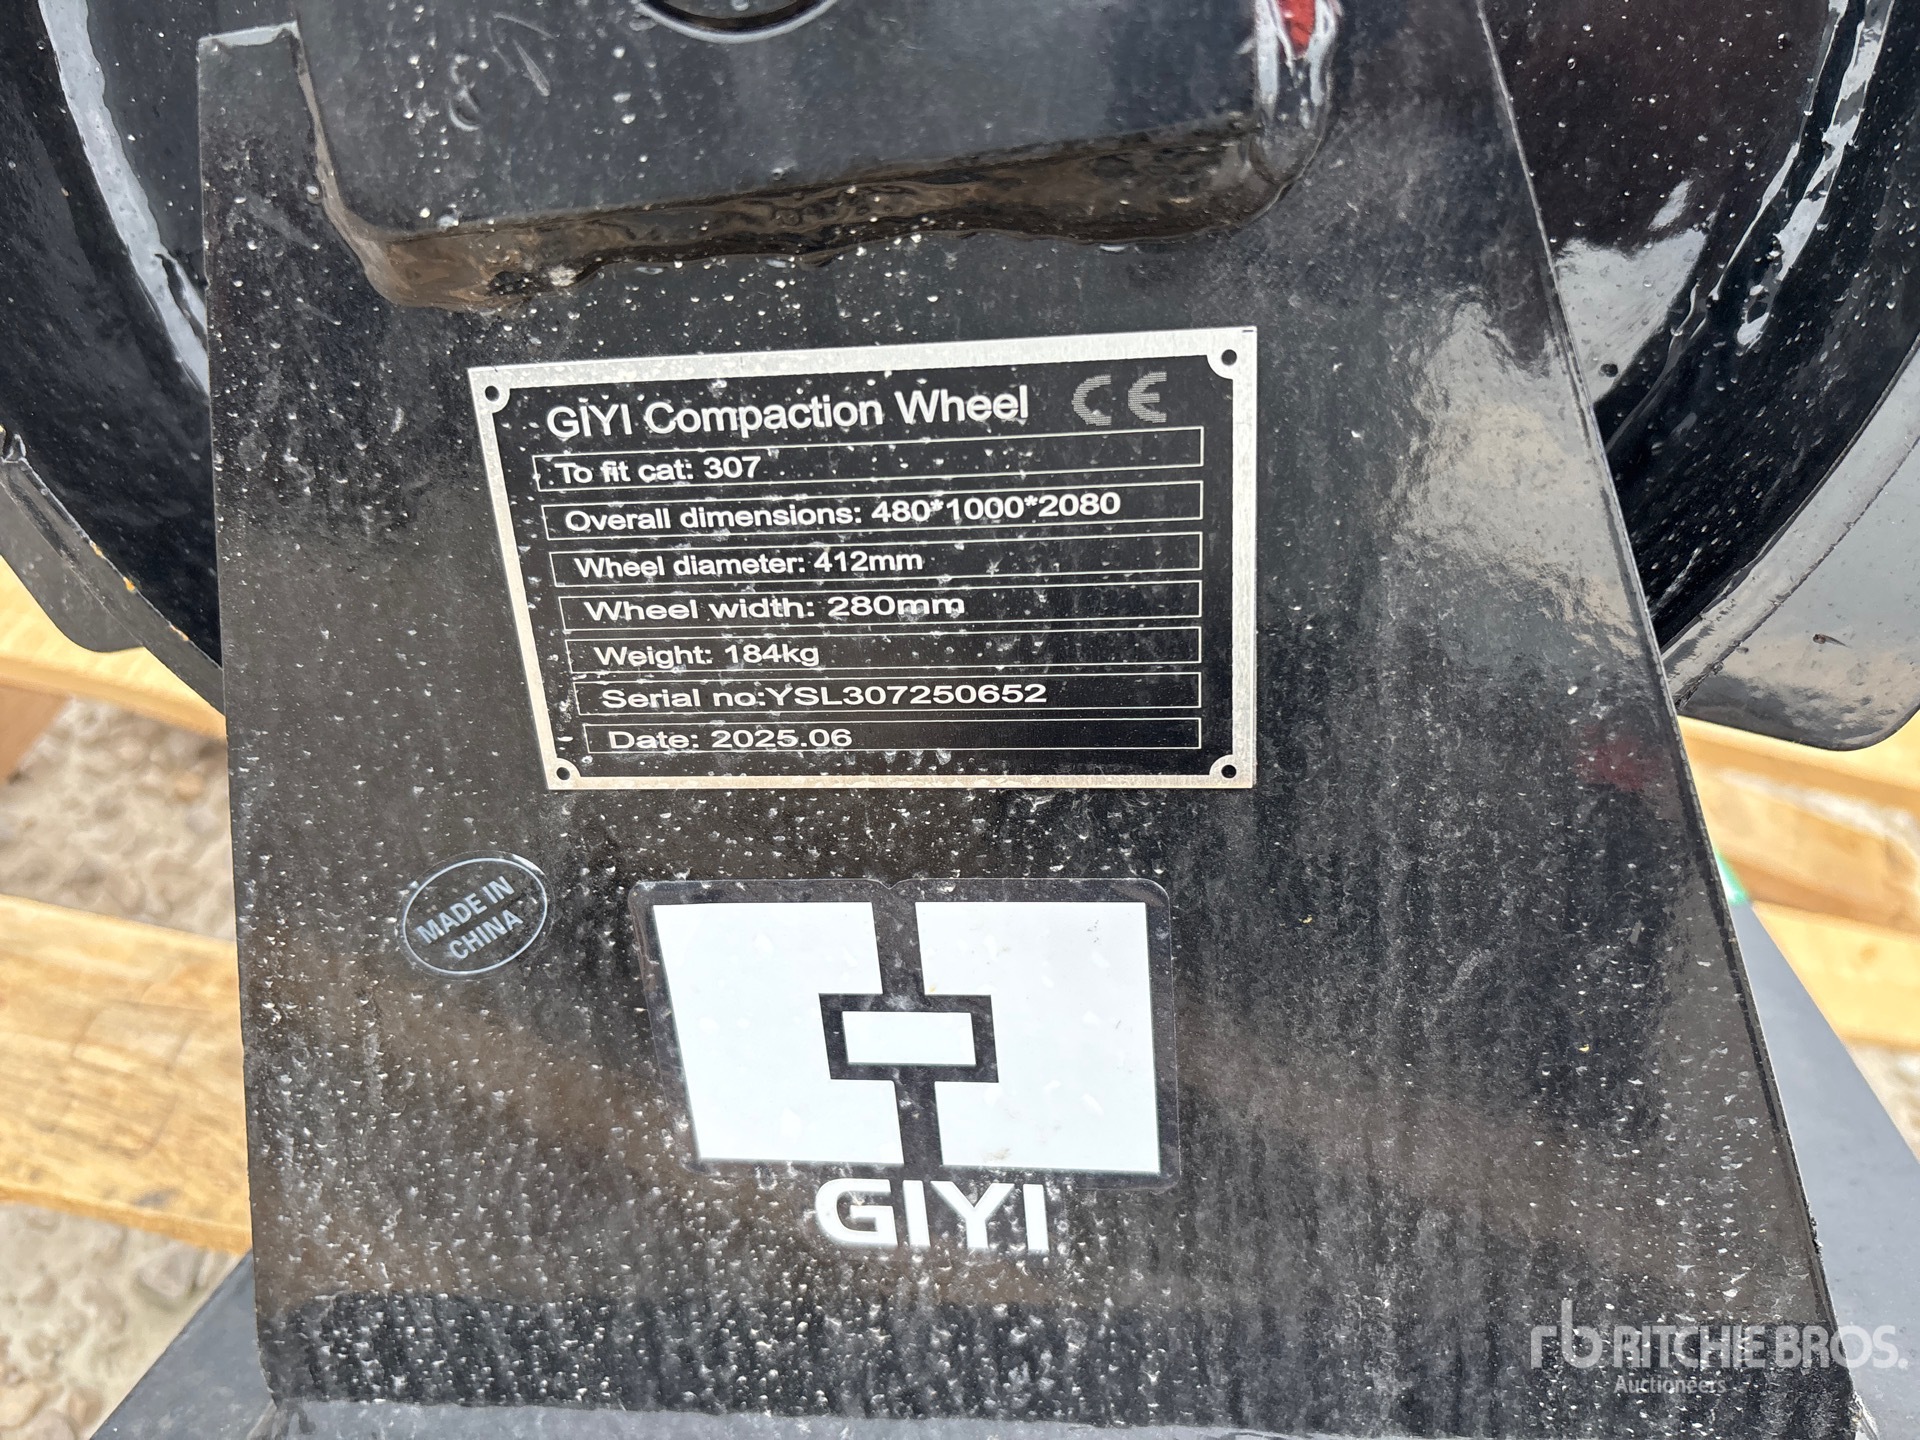 GIYI Compaction Wheel CE
To fit cat: 307
Overall dimensions: 480*1000*2080
Wheel diameter: 412mm
Wheel width: 280mm
Weight: 184kg
Serial no:YSL307250652
Date: 2025.06
MADE IN
CHINA
GIYI
rb RITCHIE BROS.
Auctioneers